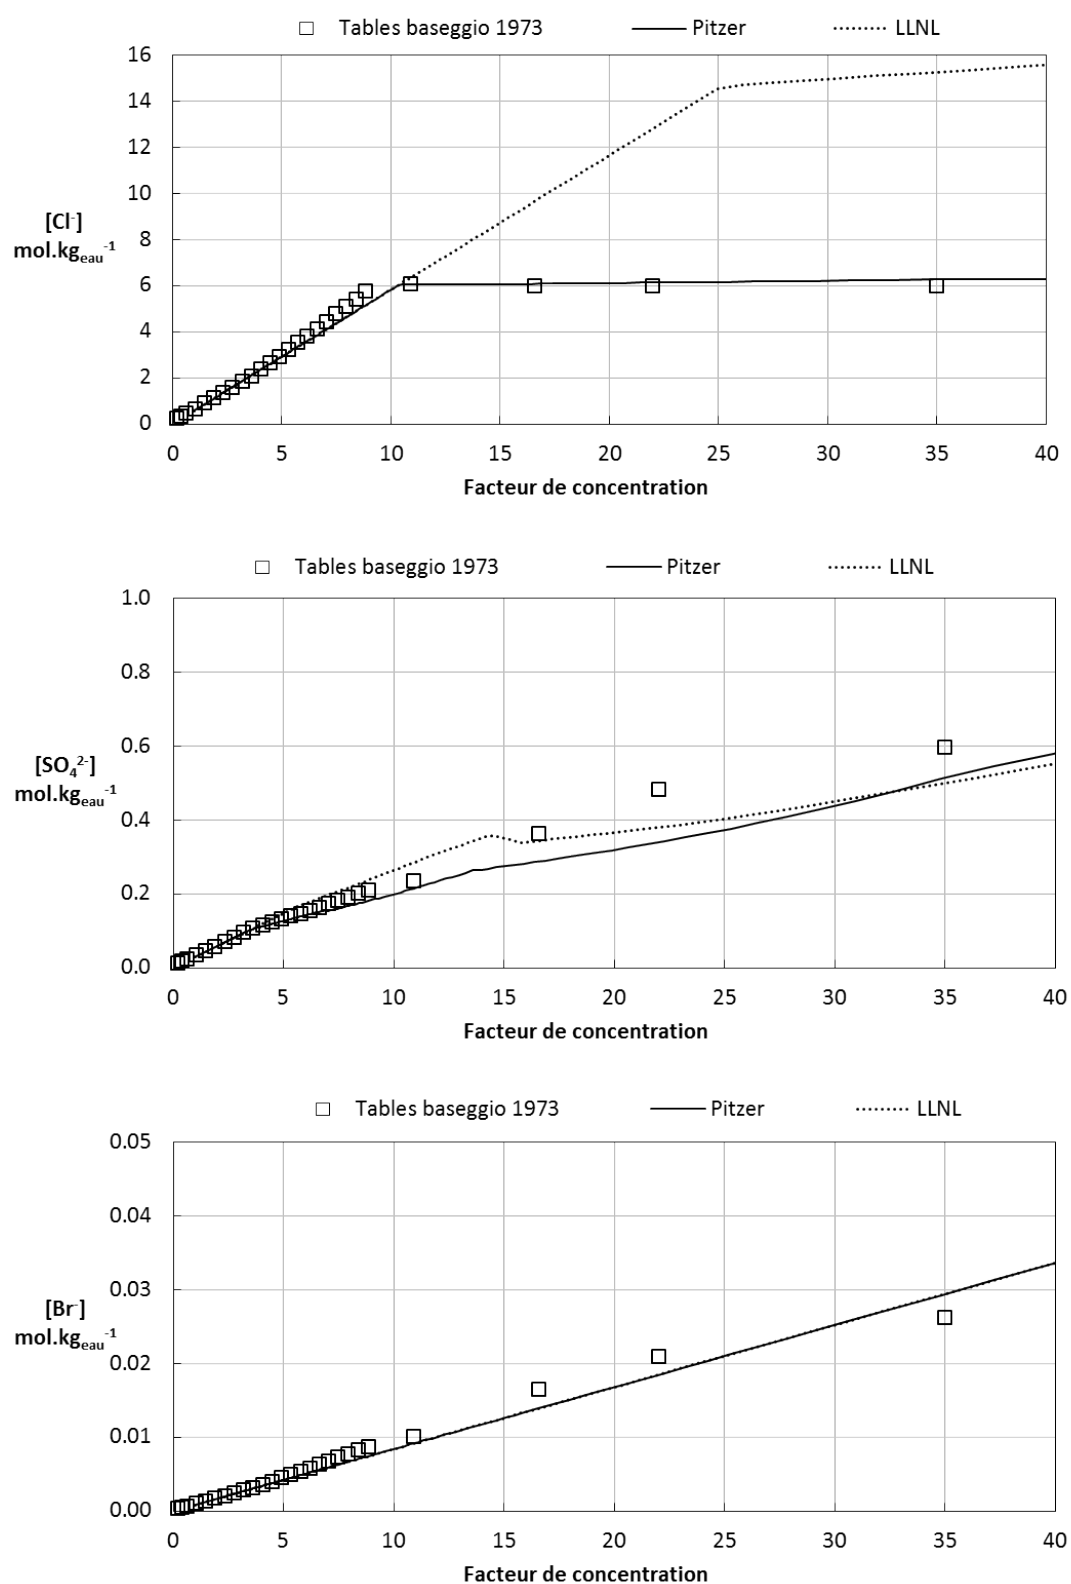 Tables baseggio 1973 Pitzer LLNL
16
14
12
10
8
6
4
2
0
[Cl⁻]
mol.kgₑₐᵤ⁻¹
0 5 10 15 20 25 30 35 40
Facteur de concentration
Tables baseggio 1973 Pitzer LLNL
1.0
0.8
0.6
0.4
0.2
0.0
[SO₄²⁻]
mol.kgₑₐᵤ⁻¹
0 5 10 15 20 25 30 35 40
Facteur de concentration
Tables baseggio 1973 Pitzer LLNL
0.05
0.04
0.03
0.02
0.01
0.00
[Br⁻]
mol.kgₑₐᵤ⁻¹
0 5 10 15 20 25 30 35 40
Facteur de concentration